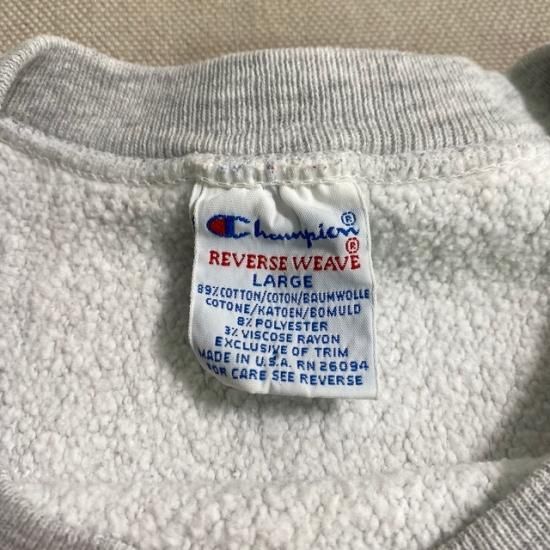 Champion®
REVERSE WEAVE®
LARGE
89% COTTON/COTON/BAUMWOLLE
COTONE/KATOEN/BOMULD
8% POLYESTER
3% VISCOSE RAYON
EXCLUSIVE OF TRIM
MADE IN U.S.A. RN 26094
FOR CARE SEE REVERSE